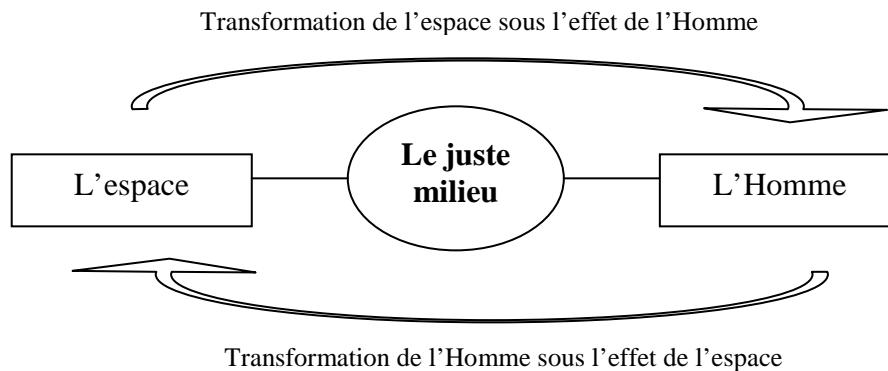 Transformation de l’espace sous l’effet de l’Homme
L’espace
Le juste
milieu
L’Homme
Transformation de l’Homme sous l’effet de l’espace